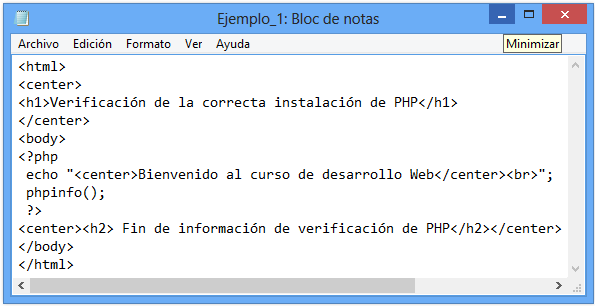 Ejemplo_1: Bloc de notas
Archivo Edición Formato Ver Ayuda Minimizar
<html>
<center>
<h1>Verificación de la correcta instalación de PHP</h1>
</center>
<body>
<?php
 echo "<center>Bienvenido al curso de desarrollo Web</center><br>";
 phpinfo();
 ?>
<center><h2> Fin de información de verificación de PHP</h2></center>
</body>
</html>